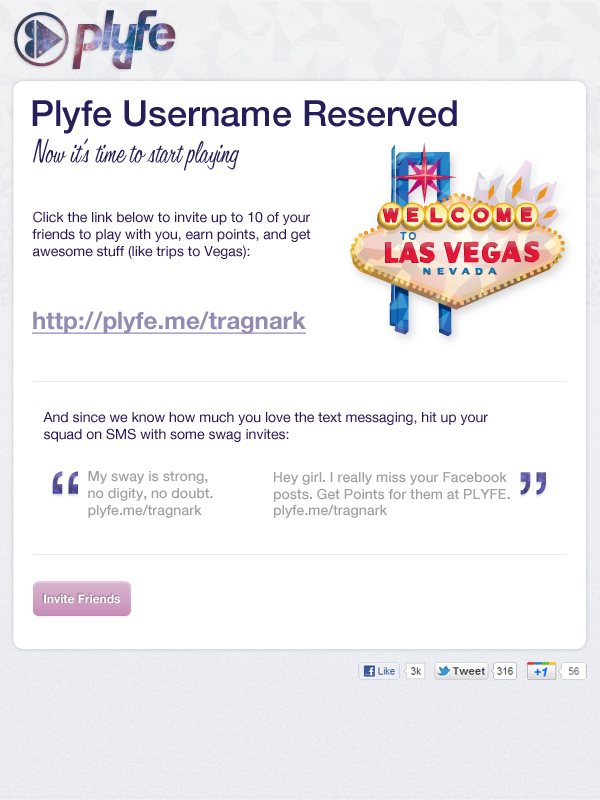 plyfe
Plyfe Username Reserved
Now it's time to start playing
Click the link below to invite up to 10 of your
friends to play with you, earn points, and get
awesome stuff (like trips to Vegas):
WELCOME
TO
LAS VEGAS
NEVADA
http://plyfe.me/tragnark
And since we know how much you love the text messaging, hit up your
squad on SMS with some swag invites:
“ My sway is strong,
no digity, no doubt.
plyfe.me/tragnark
Hey girl. I really miss your Facebook
posts. Get Points for them at PLYFE. ”
plyfe.me/tragnark
Invite Friends
Like 3k Tweet 316 +1 56